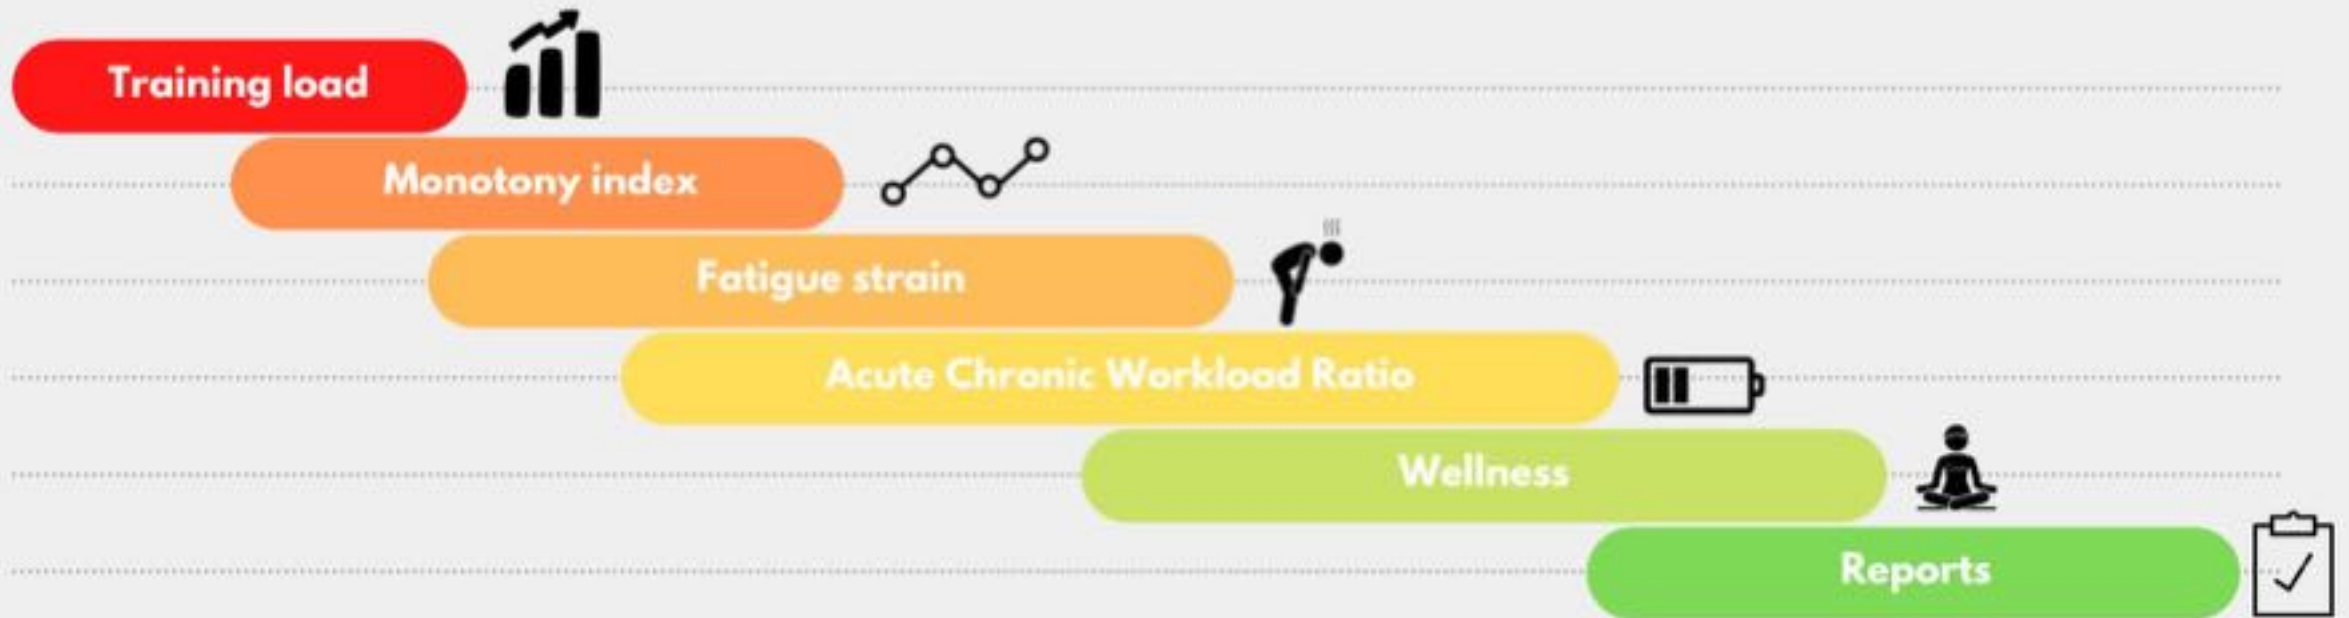 Training load
Monotony index
Fatigue strain
Acute Chronic Workload Ratio
Wellness
Reports